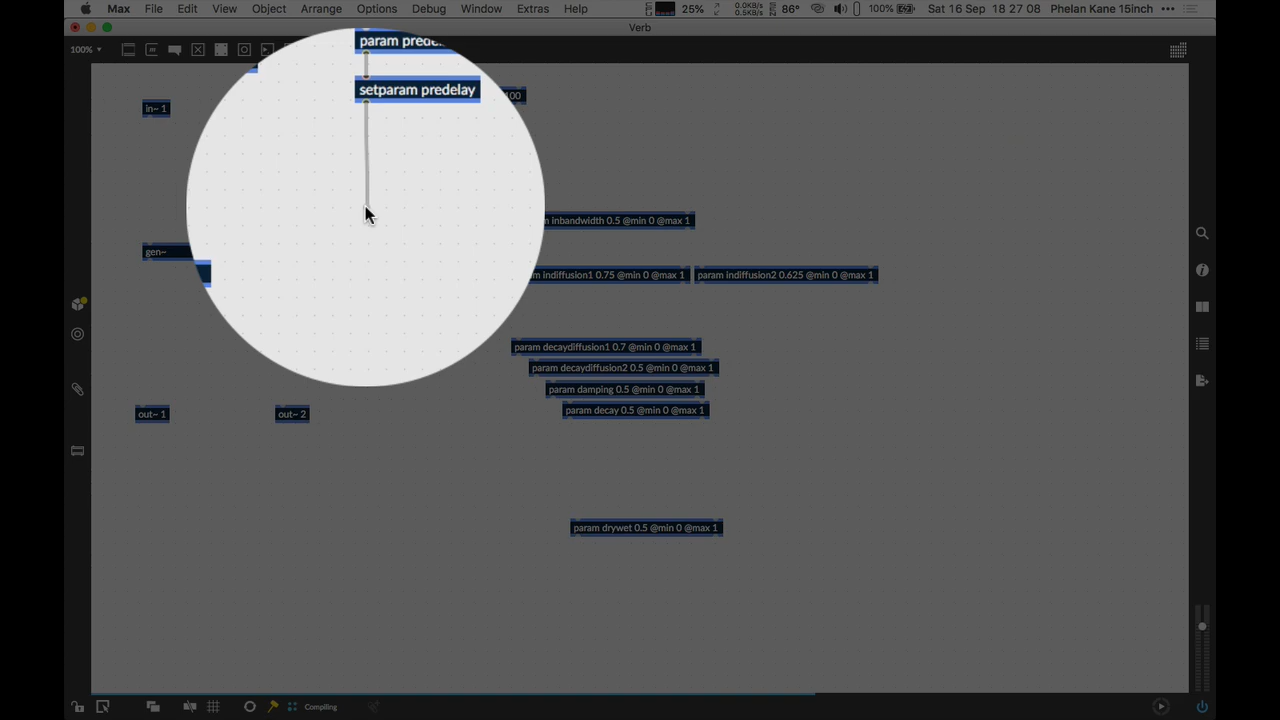 Max File Edit View Object Arrange Options Debug Window Extras Help 25% 0.0KB/s 0.5KB/s 86° 100% Sat 16 Sep 18 27 08 Phelan Kane 15inch
Verb
100%
param
setparam predelay
100
in~ 1
inbandwidth 0.5 @min 0 @max 1
gen~
indiffusion1 0.75 @min 0 @max 1
param indiffusion2 0.625 @min 0 @max 1
param decaydiffusion1 0.7 @min 0 @max 1
param decaydiffusion2 0.5 @min 0 @max 1
param damping 0.5 @min 0 @max 1
param decay 0.5 @min 0 @max 1
out~ 1
out~ 2
param drywet 0.5 @min 0 @max 1
Compiling